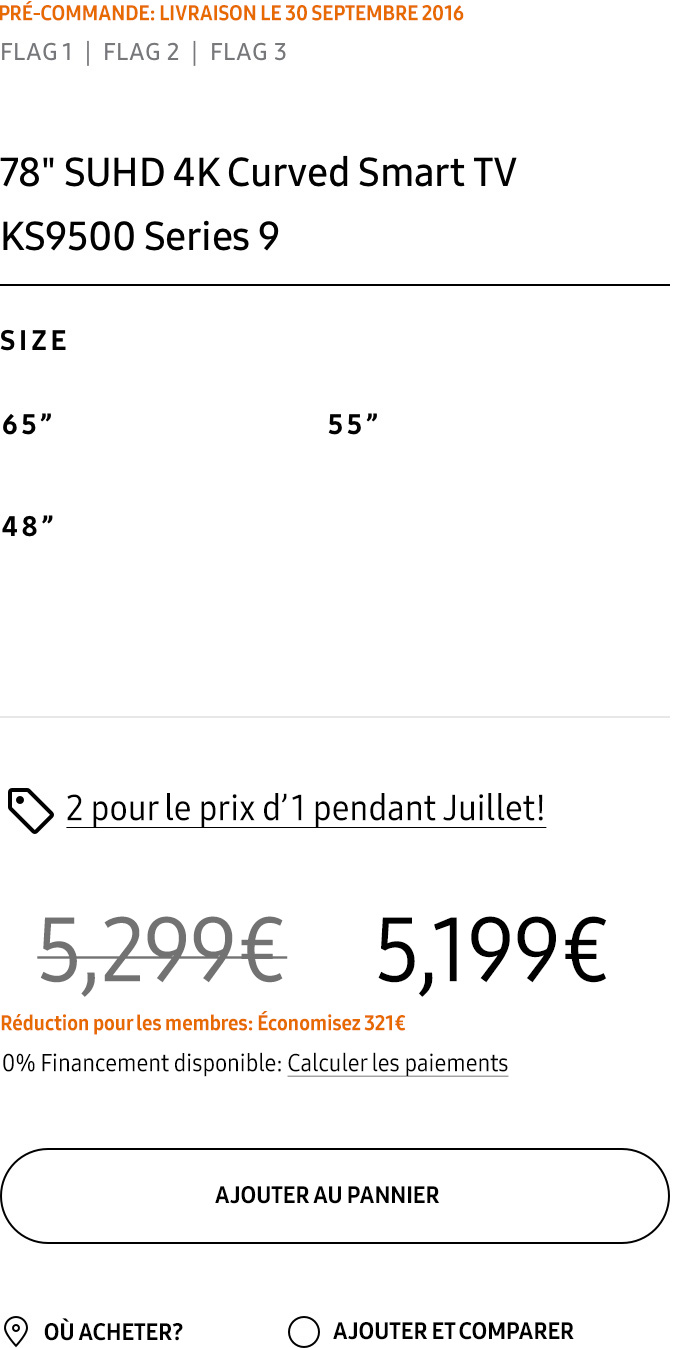 PRÉ-COMMANDE: LIVRAISON LE 30 SEPTEMBRE 2016
FLAG 1 | FLAG 2 | FLAG 3
78" SUHD 4K Curved Smart TV
KS9500 Series 9
SIZE
65” 55”
48”
2 pour le prix d’1 pendant Juillet!
5,299€ 5,199€
Réduction pour les membres: Économisez 321€
0% Financement disponible: Calculer les paiements
AJOUTER AU PANNIER
OÙ ACHETER? AJOUTER ET COMPARER